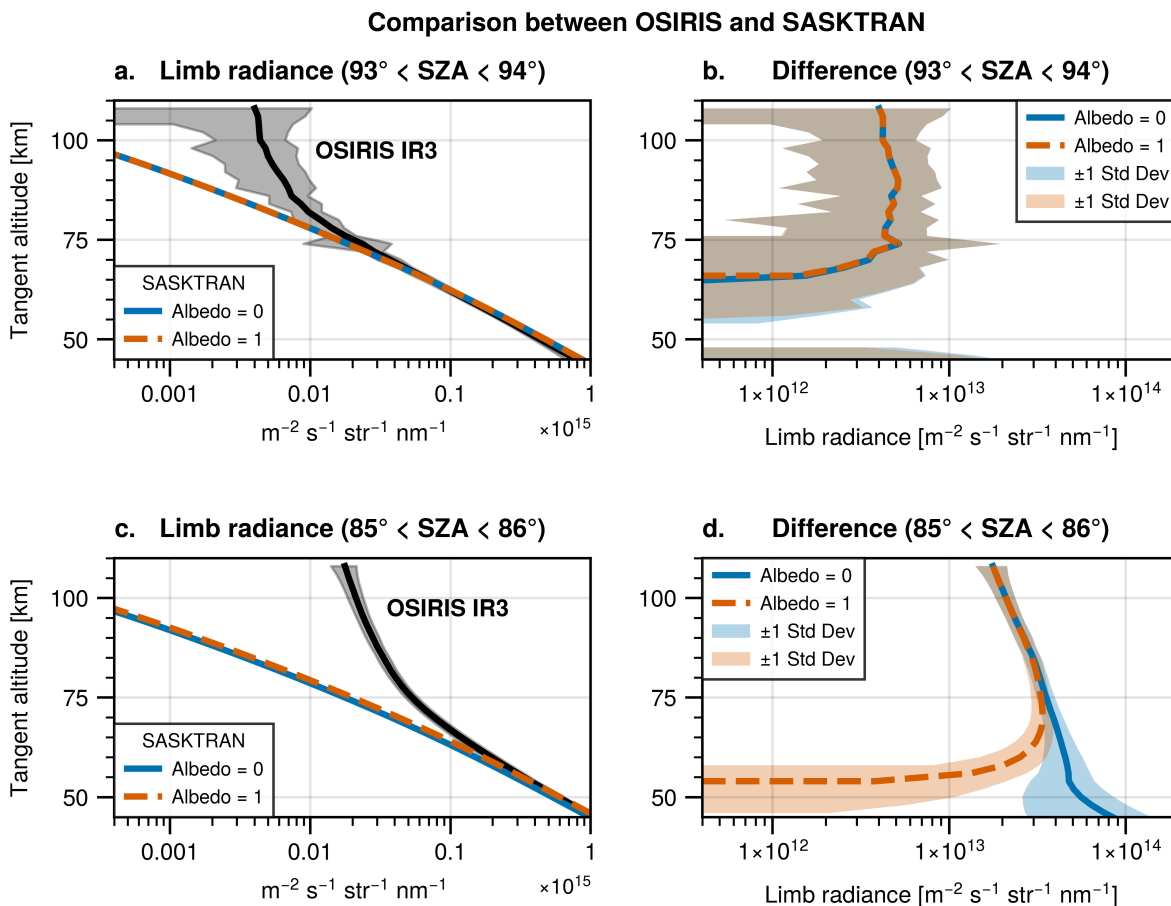 Comparison between OSIRIS and SASKTRAN
a. Limb radiance (93° < SZA < 94°)
Tangent altitude [km]
100
75
50
OSIRIS IR3
SASKTRAN
Albedo = 0
Albedo = 1
0.001 0.01 0.1 1
×10¹⁵
m⁻² s⁻¹ str⁻¹ nm⁻¹
b. Difference (93° < SZA < 94°)
100
75
50
Albedo = 0
Albedo = 1
±1 Std Dev
±1 Std Dev
1×10¹² 1×10¹³ 1×10¹⁴
Limb radiance [m⁻² s⁻¹ str⁻¹ nm⁻¹]
c. Limb radiance (85° < SZA < 86°)
Tangent altitude [km]
100
75
50
OSIRIS IR3
SASKTRAN
Albedo = 0
Albedo = 1
0.001 0.01 0.1 1
×10¹⁵
m⁻² s⁻¹ str⁻¹ nm⁻¹
d. Difference (85° < SZA < 86°)
100
75
50
Albedo = 0
Albedo = 1
±1 Std Dev
±1 Std Dev
1×10¹² 1×10¹³ 1×10¹⁴
Limb radiance [m⁻² s⁻¹ str⁻¹ nm⁻¹]